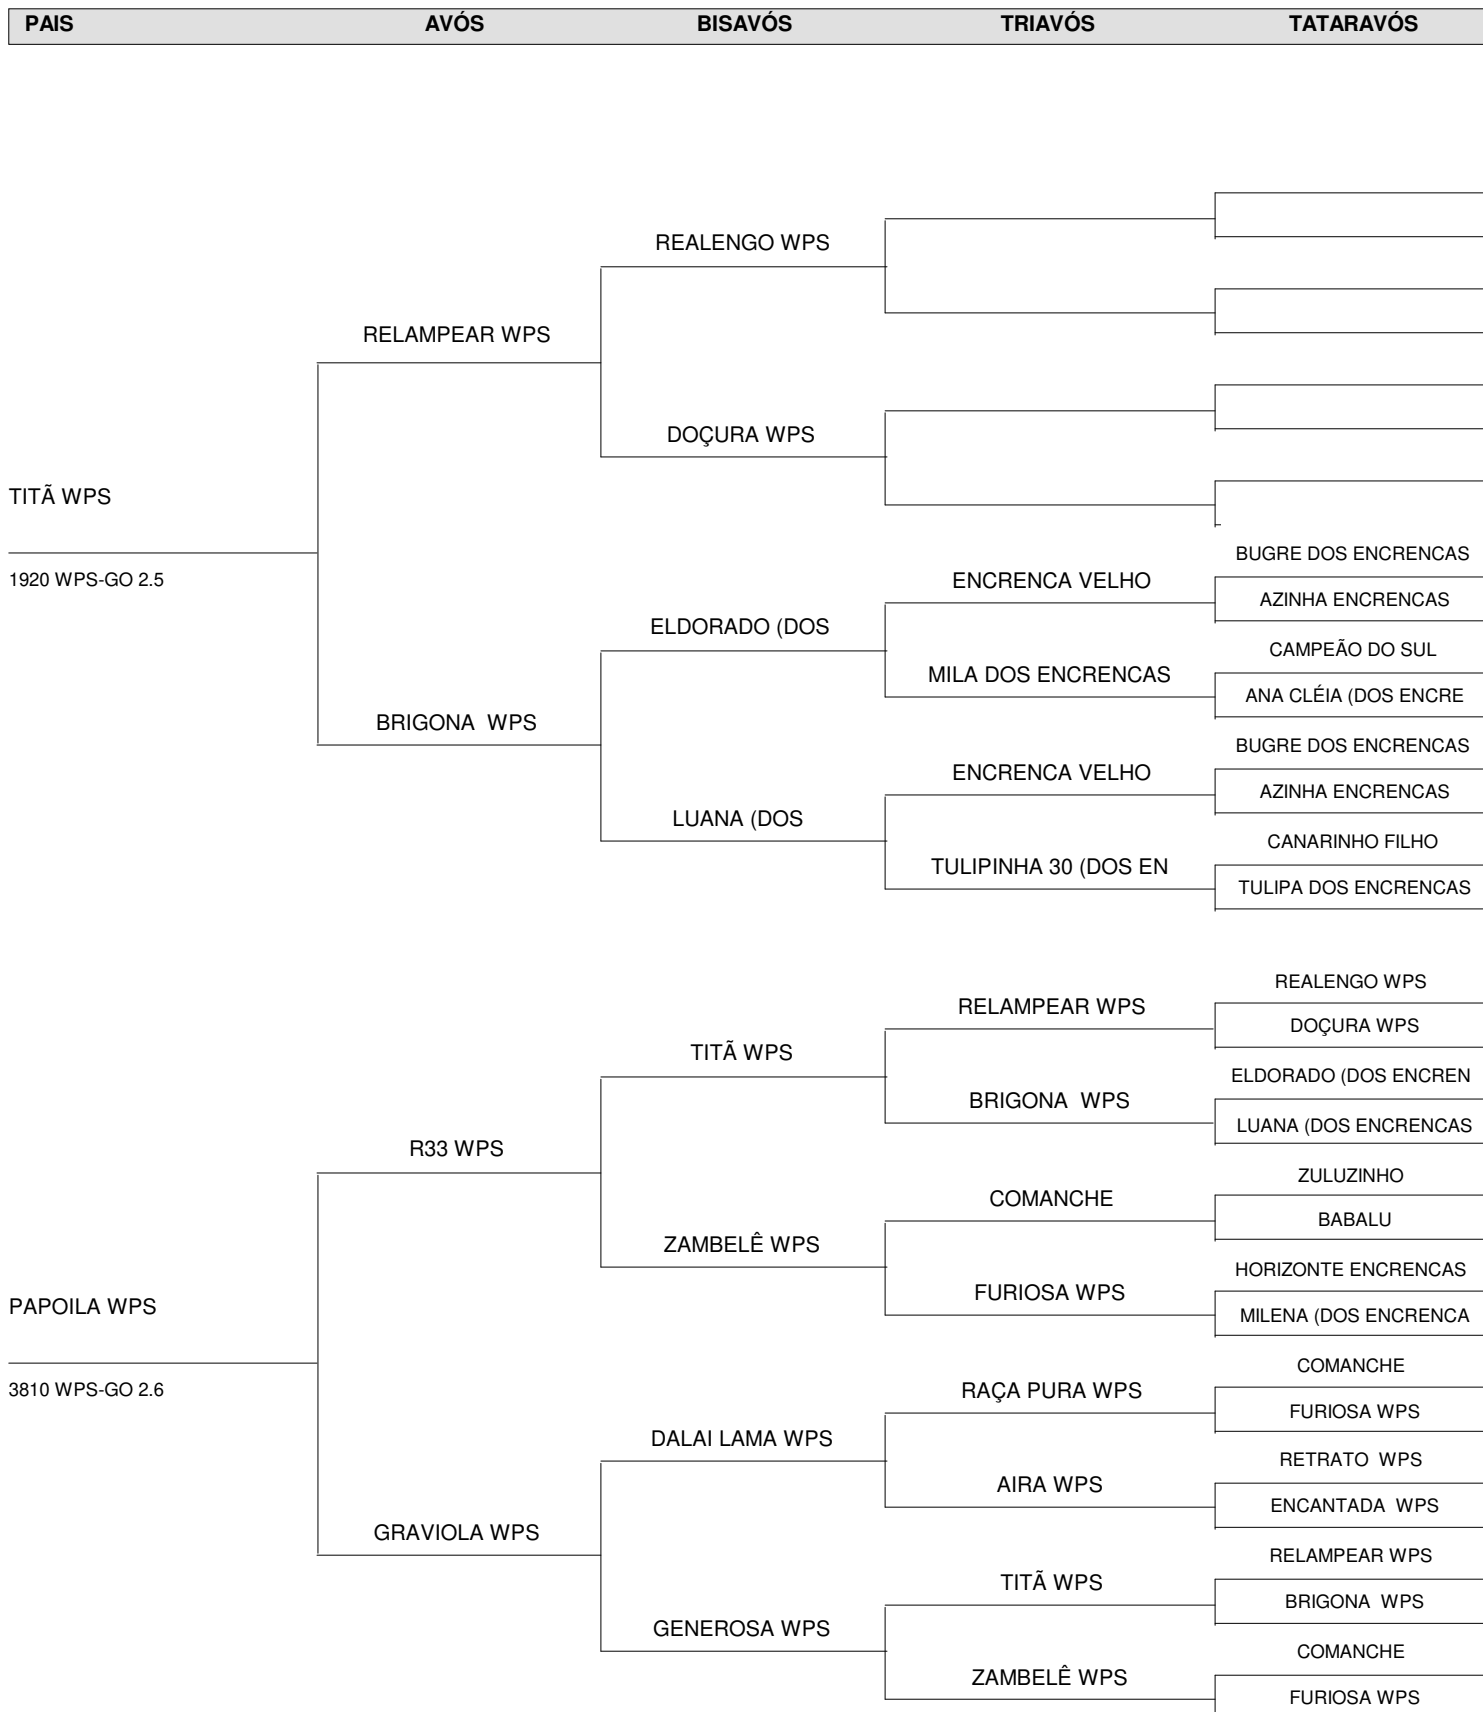 PAIS AVÓS BISAVÓS TRIAVÓS TATARAVÓS
REALENGO WPS
RELAMPEAR WPS
DOÇURA WPS
TITÃ WPS
1920 WPS-GO 2.5
BUGRE DOS ENCRENCAS
ENCRENCA VELHO
AZINHA ENCRENCAS
ELDORADO (DOS
CAMPEÃO DO SUL
MILA DOS ENCRENCAS
ANA CLÉIA (DOS ENCRE
BRIGONA WPS
BUGRE DOS ENCRENCAS
ENCRENCA VELHO
AZINHA ENCRENCAS
LUANA (DOS
CANARINHO FILHO
TULIPINHA 30 (DOS EN
TULIPA DOS ENCRENCAS
REALENGO WPS
RELAMPEAR WPS
DOÇURA WPS
TITÃ WPS
ELDORADO (DOS ENCREN
BRIGONA WPS
LUANA (DOS ENCRENCAS
R33 WPS
ZULUZINHO
COMANCHE
BABALU
ZAMBELÊ WPS
HORIZONTE ENCRENCAS
FURIOSA WPS
MILENA (DOS ENCRENCA
PAPOILA WPS
3810 WPS-GO 2.6
COMANCHE
RAÇA PURA WPS
FURIOSA WPS
DALAI LAMA WPS
RETRATO WPS
AIRA WPS
ENCANTADA WPS
GRAVIOLA WPS
RELAMPEAR WPS
TITÃ WPS
BRIGONA WPS
GENEROSA WPS
COMANCHE
ZAMBELÊ WPS
FURIOSA WPS